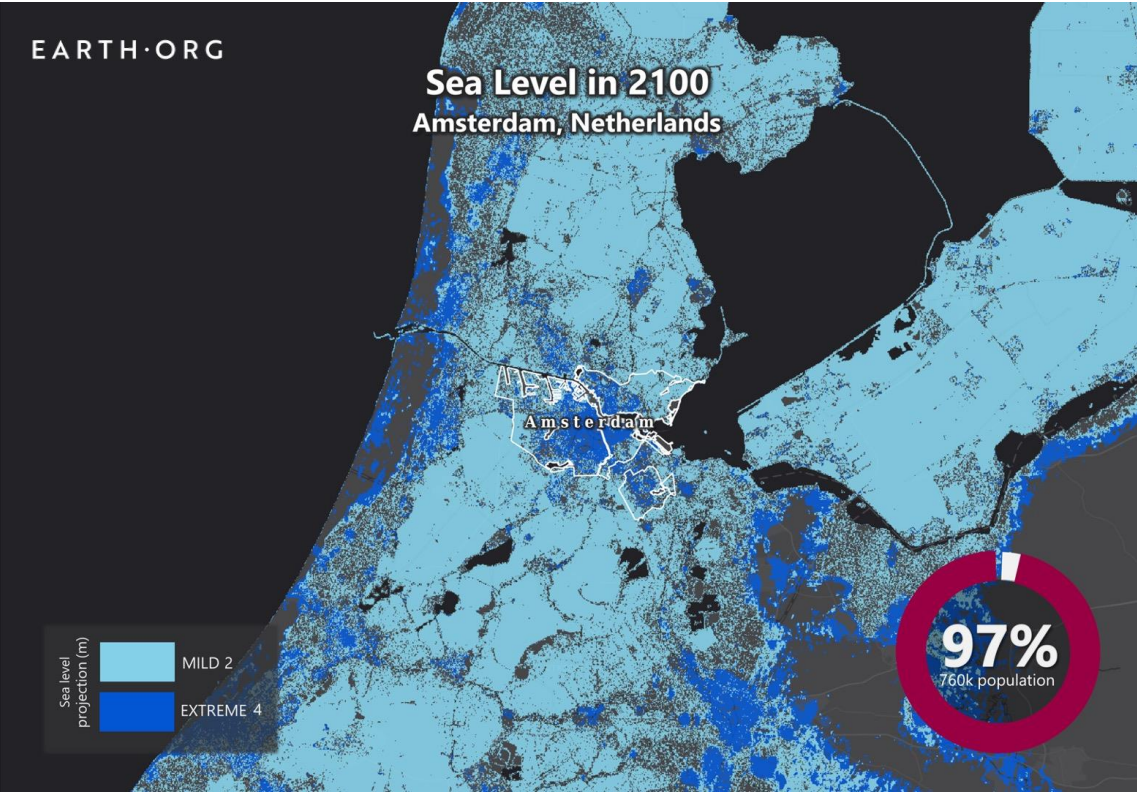 EARTH·ORG
Sea Level in 2100
Amsterdam, Netherlands
Amsterdam
Sea level
projection (m)
MILD 2
EXTREME 4
97%
760k population